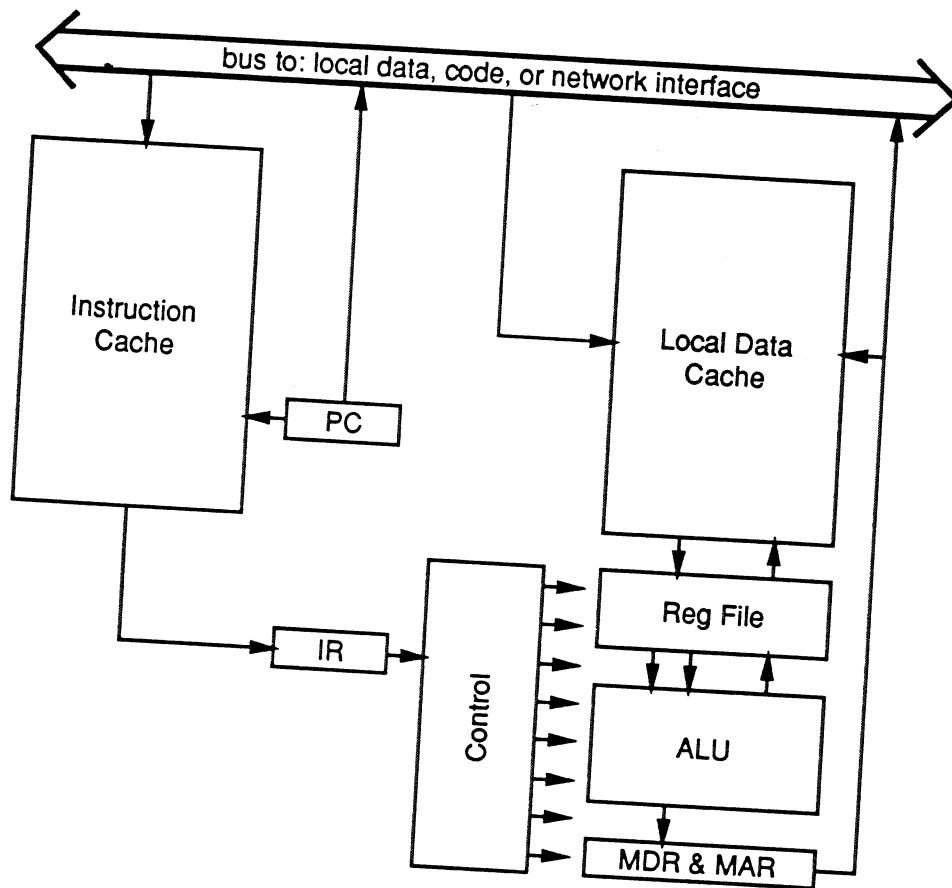 bus to: local data, code, or network interface
Instruction
Cache
Local Data
Cache
PC
Reg File
IR
Control
ALU
MDR & MAR